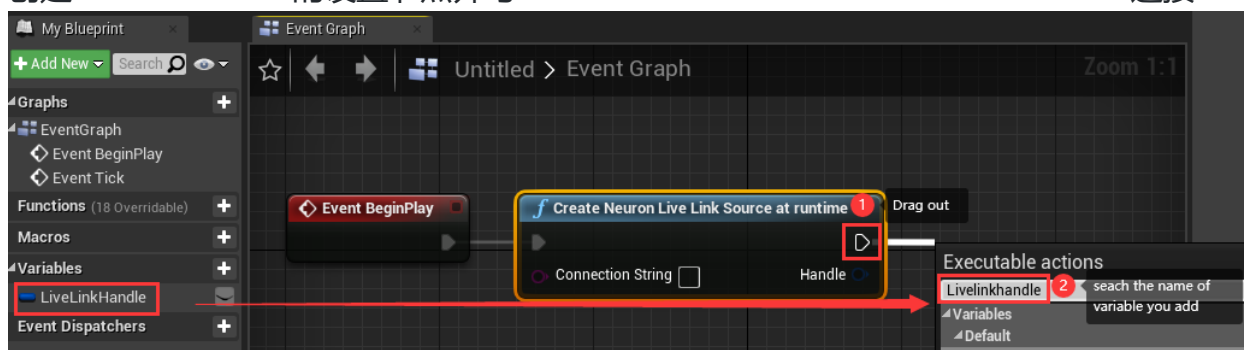 My Blueprint
Event Graph
+ Add New
Search
Untitled > Event Graph
Zoom 1:1
Graphs
EventGraph
Event BeginPlay
Event Tick
Functions (18 Overridable)
Macros
Variables
LiveLinkHandle
Event Dispatchers
Event BeginPlay
f Create Neuron Live Link Source at runtime
1
Drag out
Connection String
Handle
Executable actions
Livelinkhandle
2
seach the name of
variable you add
Variables
Default